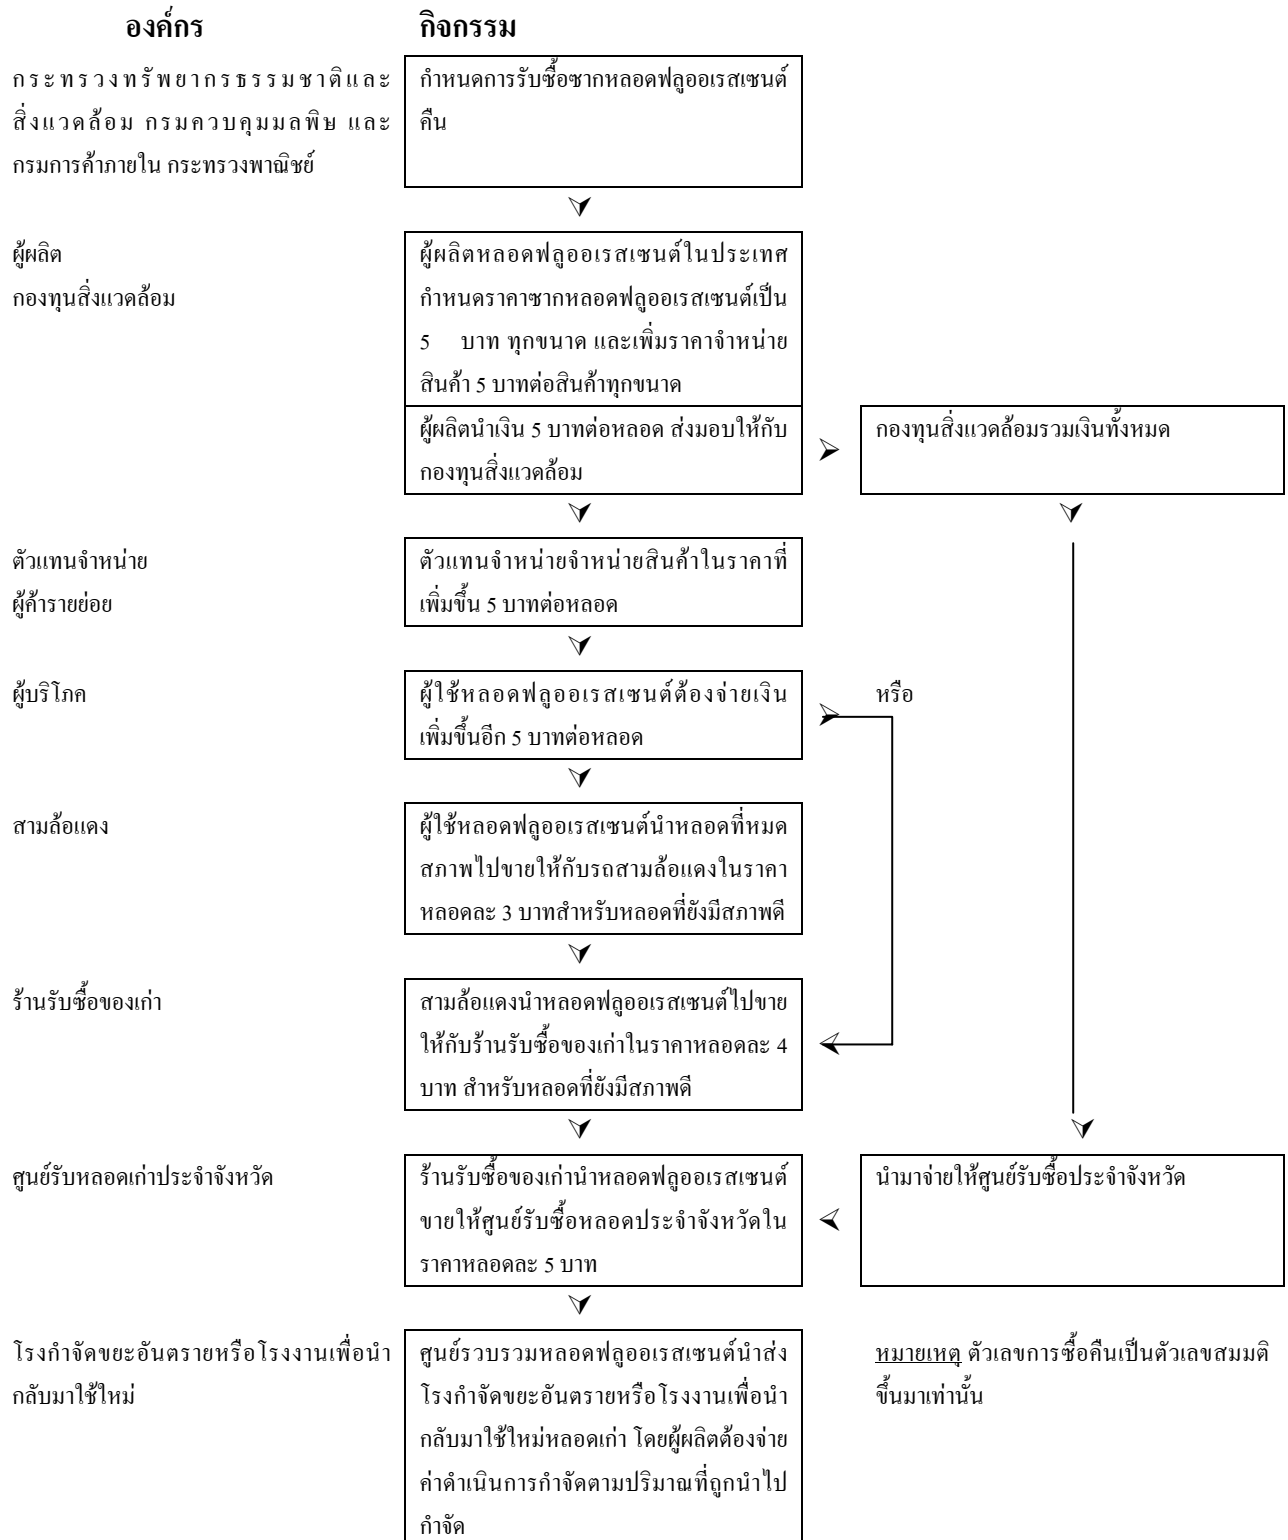 องค์กร กิจกรรม
กระทรวงทรัพยากรธรรมชาติและ
สิ่งแวดล้อม กรมควบคุมมลพิษ และ
กรมการค้าภายใน กระทรวงพาณิชย์
กำหนดการรับซื้อซากหลอดฟลูออเรสเซนต์
คืน
ผู้ผลิต
กองทุนสิ่งแวดล้อม
ผู้ผลิตหลอดฟลูออเรสเซนต์ในประเทศ
กำหนดราคาซากหลอดฟลูออเรสเซนต์เป็น
5 บาท ทุกขนาด และเพิ่มราคาจำหน่าย
สินค้า 5 บาทต่อสินค้าทุกขนาด
ผู้ผลิตนำเงิน 5 บาทต่อหลอด ส่งมอบให้กับ
กองทุนสิ่งแวดล้อม
กองทุนสิ่งแวดล้อมรวมเงินทั้งหมด
ตัวแทนจำหน่าย
ผู้ค้ารายย่อย
ตัวแทนจำหน่ายจำหน่ายสินค้าในราคาที่
เพิ่มขึ้น 5 บาทต่อหลอด
ผู้บริโภค
ผู้ใช้หลอดฟลูออเรสเซนต์ต้องจ่ายเงิน
เพิ่มขึ้นอีก 5 บาทต่อหลอด
หรือ
สามล้อแดง
ผู้ใช้หลอดฟลูออเรสเซนต์นำหลอดที่หมด
สภาพไปขายให้กับรถสามล้อแดงในราคา
หลอดละ 3 บาทสำหรับหลอดที่ยังมีสภาพดี
ร้านรับซื้อของเก่า
สามล้อแดงนำหลอดฟลูออเรสเซนต์ไปขาย
ให้กับร้านรับซื้อของเก่าในราคาหลอดละ 4
บาท สำหรับหลอดที่ยังมีสภาพดี
ศูนย์รับหลอดเก่าประจำจังหวัด
ร้านรับซื้อของเก่านำหลอดฟลูออเรสเซนต์
ขายให้ศูนย์รับซื้อหลอดประจำจังหวัดใน
ราคาหลอดละ 5 บาท
นำมาจ่ายให้ศูนย์รับซื้อประจำจังหวัด
โรงกำจัดขยะอันตรายหรือโรงงานเพื่อนำ
กลับมาใช้ใหม่
ศูนย์รวบรวมหลอดฟลูออเรสเซนต์นำส่ง
โรงกำจัดขยะอันตรายหรือโรงงานเพื่อนำ
กลับมาใช้ใหม่หลอดเก่า โดยผู้ผลิตต้องจ่าย
ค่าดำเนินการกำจัดตามปริมาณที่ถูกนำไป
กำจัด
หมายเหตุ ตัวเลขการซื้อคืนเป็นตัวเลขสมมติ
ขึ้นมาเท่านั้น